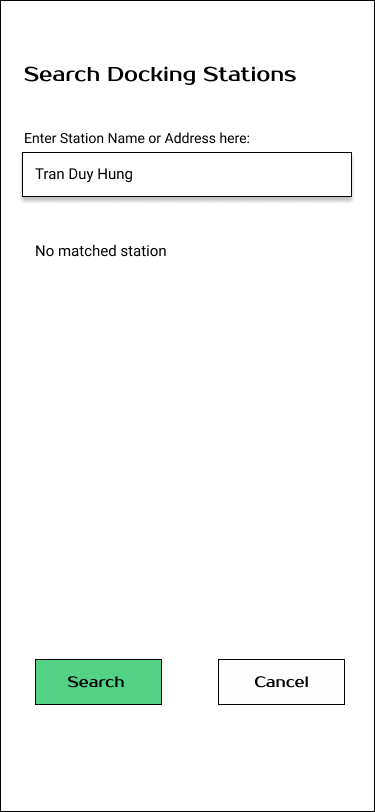 Search Docking Stations
Enter Station Name or Address here:
Tran Duy Hung
No matched station
Search
Cancel